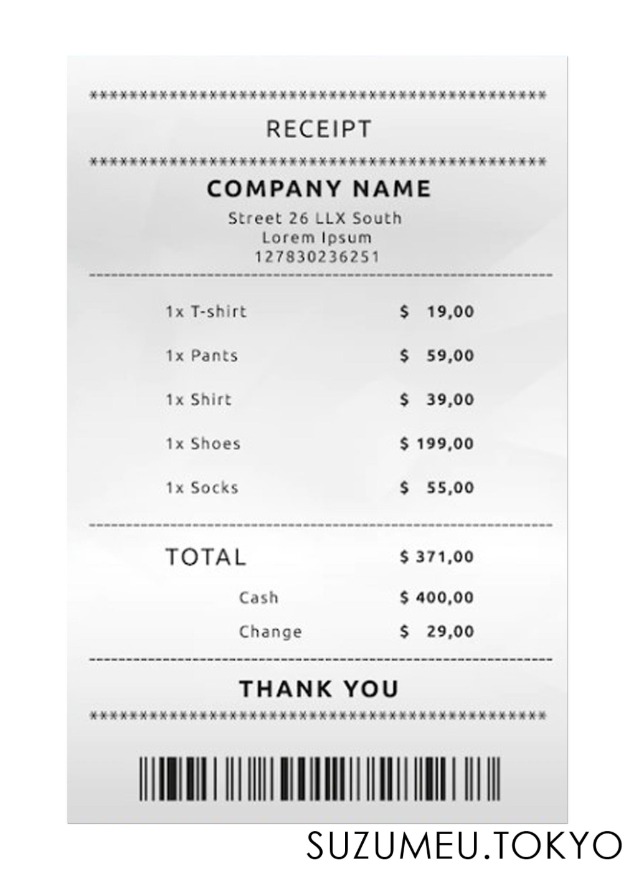 **********************************************
RECEIPT
**********************************************
COMPANY NAME
Street 26 LLX South
Lorem Ipsum
127830236251
1x T-shirt $ 19,00
1x Pants $ 59,00
1x Shirt $ 39,00
1x Shoes $ 199,00
1x Socks $ 55,00
TOTAL $ 371,00
Cash $ 400,00
Change $ 29,00
THANK YOU
**********************************************
SUZUMEU.TOKYO